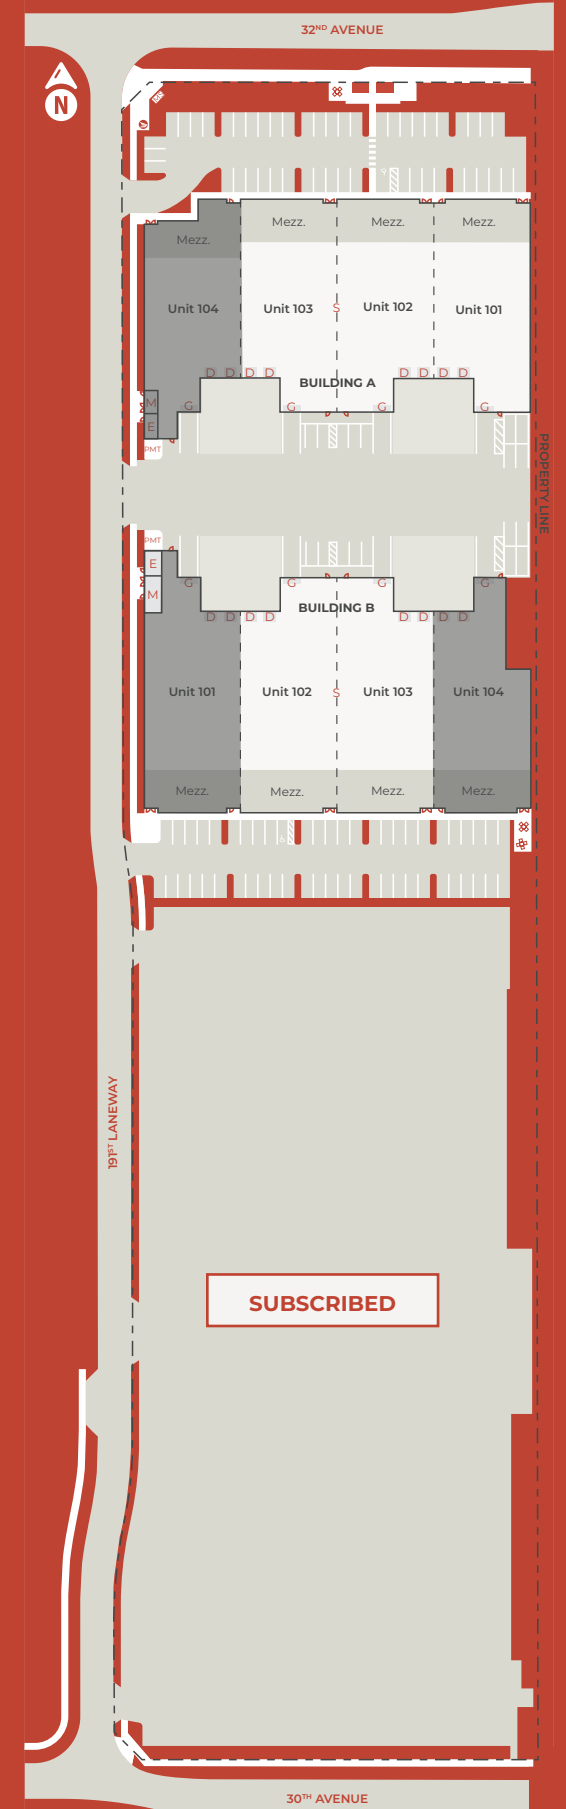 32ND AVENUE
N
Mezz.
Mezz.
Mezz.
Mezz.
Unit 104
Unit 103
S
Unit 102
Unit 101
D D D D
D D D D
BUILDING A
M
G
G
G
G
E
PMT
PROPERTY LINE
PMT
E
G
G
G
G
M
BUILDING B
D D D D
D D D D
Unit 101
Unit 102
S
Unit 103
Unit 104
Mezz.
Mezz.
Mezz.
Mezz.
191ST LANEWAY
SUBSCRIBED
30TH AVENUE